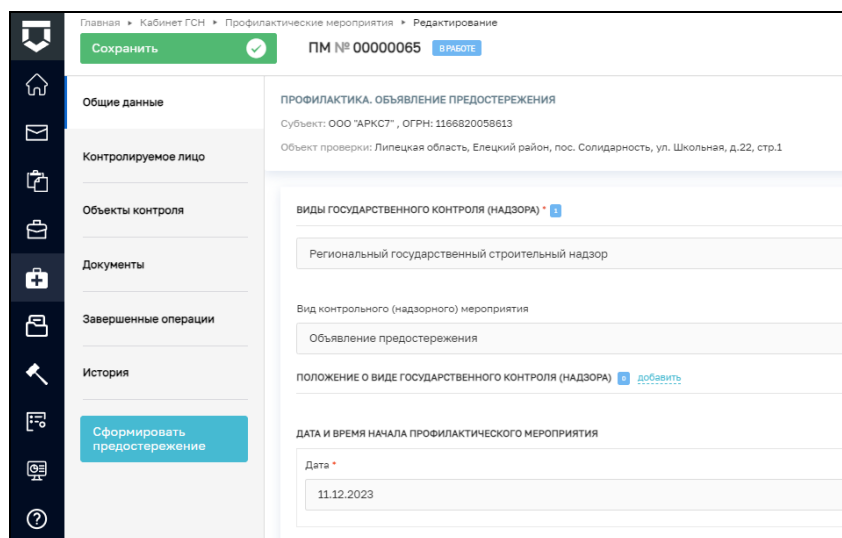 Главная ▸ Кабинет ГСН ▸ Профилактические мероприятия ▸ Редактирование
Сохранить
ПМ № 00000065 В РАБОТЕ
Общие данные
Контролируемое лицо
Объекты контроля
Документы
Завершенные операции
История
Сформировать
предостережение
ПРОФИЛАКТИКА. ОБЪЯВЛЕНИЕ ПРЕДОСТЕРЕЖЕНИЯ
Субъект: ООО "АРКС7" , ОГРН: 1166820058613
Объект проверки: Липецкая область, Елецкий район, пос. Солидарность, ул. Школьная, д.22, стр.1
ВИДЫ ГОСУДАРСТВЕННОГО КОНТРОЛЯ (НАДЗОРА) * 1
Региональный государственный строительный надзор
Вид контрольного (надзорного) мероприятия
Объявление предостережения
ПОЛОЖЕНИЕ О ВИДЕ ГОСУДАРСТВЕННОГО КОНТРОЛЯ (НАДЗОРА) 0 добавить
ДАТА И ВРЕМЯ НАЧАЛА ПРОФИЛАКТИЧЕСКОГО МЕРОПРИЯТИЯ
Дата *
11.12.2023